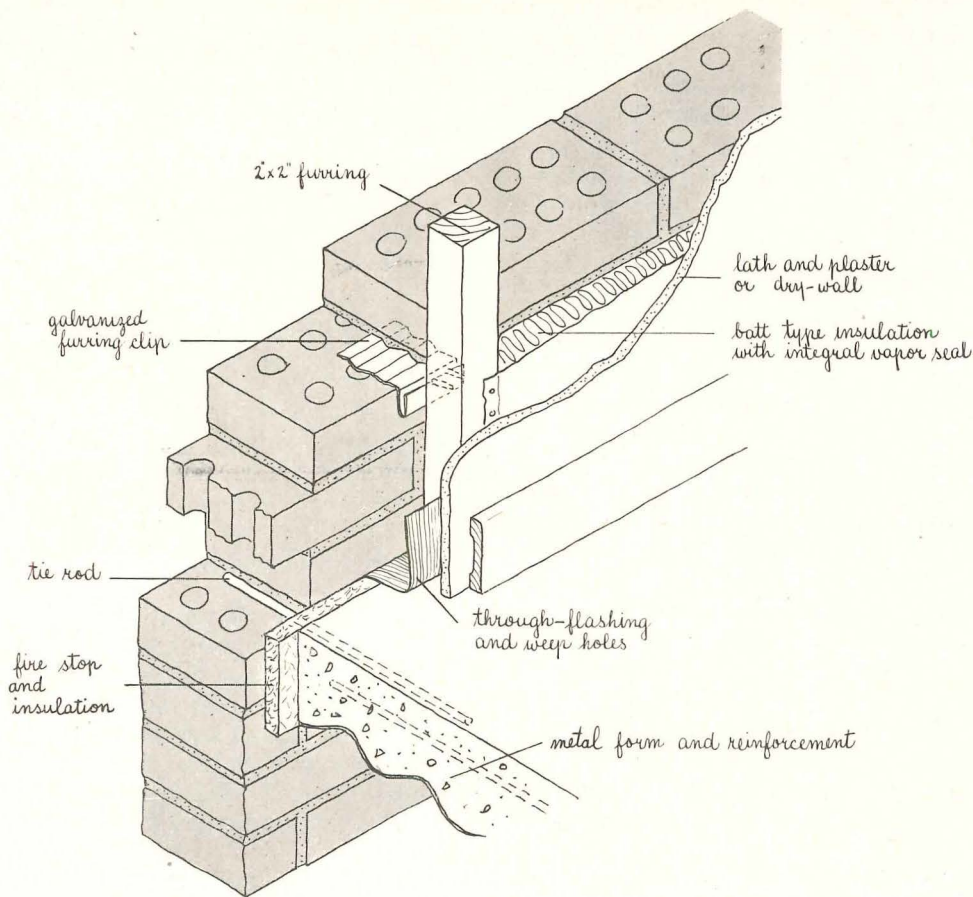 2"x2" furring
galvanized
furring clip
lath and plaster
or dry-wall
batt type insulation
with integral vapor seal
tie rod
through-flashing
and weep holes
fire stop
and
insulation
metal form and reinforcement